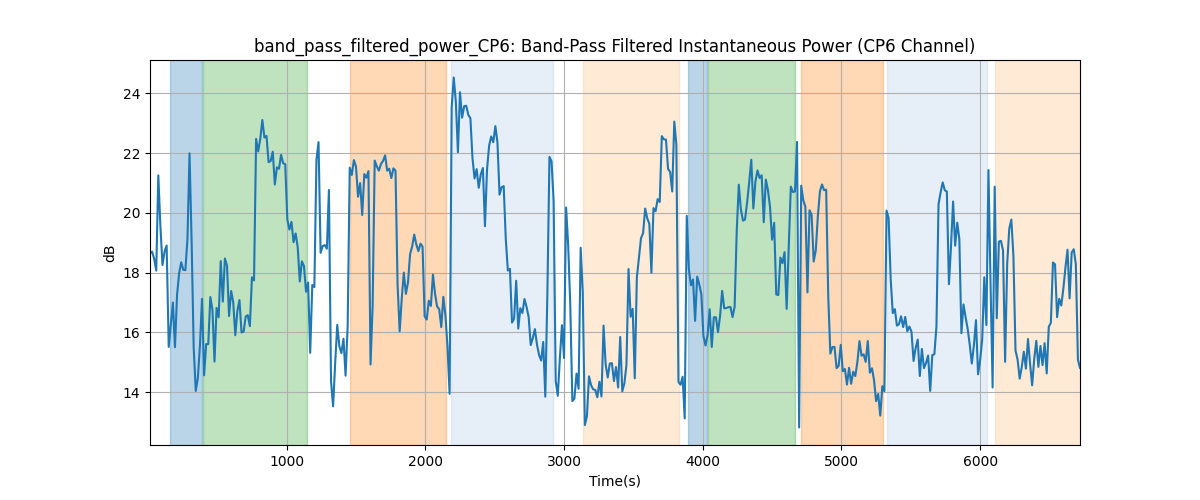 band_pass_filtered_power_CP6: Band-Pass Filtered Instantaneous Power (CP6 Channel)
24
22
20
18
16
14
dB
1000 2000 3000 4000 5000 6000
Time(s)